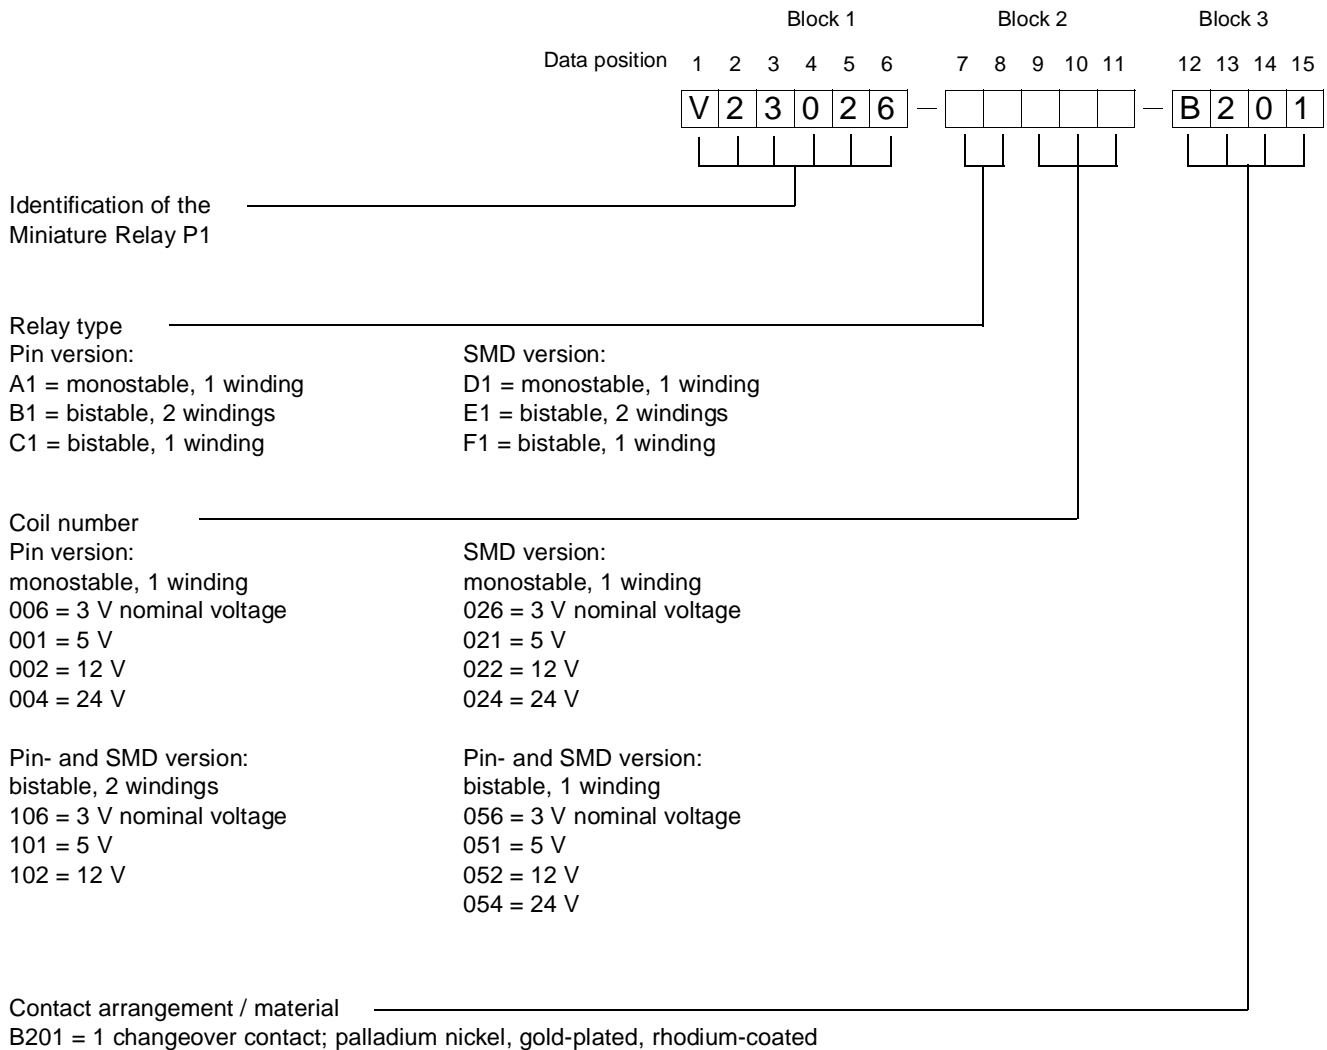 Block 1 Block 2 Block 3
Data position 1 2 3 4 5 6 7 8 9 10 11 12 13 14 15
V 2 3 0 2 6 — — B 2 0 1
Identification of the
Miniature Relay P1
Relay type
Pin version:
A1 = monostable, 1 winding
B1 = bistable, 2 windings
C1 = bistable, 1 winding
SMD version:
D1 = monostable, 1 winding
E1 = bistable, 2 windings
F1 = bistable, 1 winding
Coil number
Pin version:
monostable, 1 winding
006 = 3 V nominal voltage
001 = 5 V
002 = 12 V
004 = 24 V
SMD version:
monostable, 1 winding
026 = 3 V nominal voltage
021 = 5 V
022 = 12 V
024 = 24 V
Pin- and SMD version:
bistable, 2 windings
106 = 3 V nominal voltage
101 = 5 V
102 = 12 V
Pin- and SMD version:
bistable, 1 winding
056 = 3 V nominal voltage
051 = 5 V
052 = 12 V
054 = 24 V
Contact arrangement / material
B201 = 1 changeover contact; palladium nickel, gold-plated, rhodium-coated